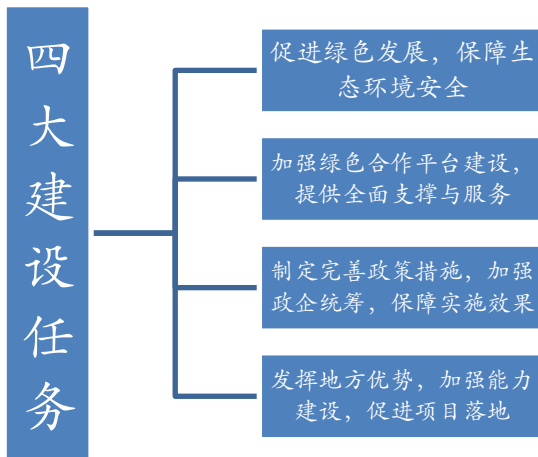 四大建设任务
促进绿色发展，保障生
态环境安全
加强绿色合作平台建设，
提供全面支撑与服务
制定完善政策措施，加强
政企统筹，保障实施效果
发挥地方优势，加强能力
建设，促进项目落地